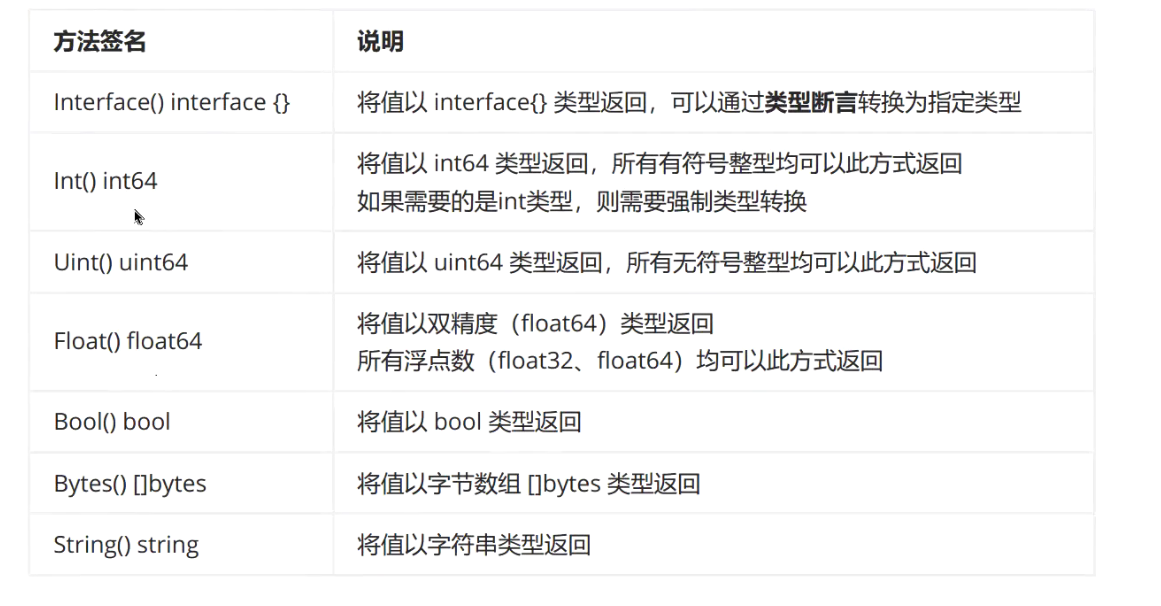 方法签名 说明
Interface() interface {} 将值以 interface{} 类型返回，可以通过类型断言转换为指定类型
Int() int64 将值以 int64 类型返回，所有有符号整型均可以此方式返回
如果需要的是int类型，则需要强制类型转换
Uint() uint64 将值以 uint64 类型返回，所有无符号整型均可以此方式返回
Float() float64 将值以双精度（float64）类型返回
所有浮点数（float32、float64）均可以此方式返回
Bool() bool 将值以 bool 类型返回
Bytes() []bytes 将值以字节数组 []bytes 类型返回
String() string 将值以字符串类型返回